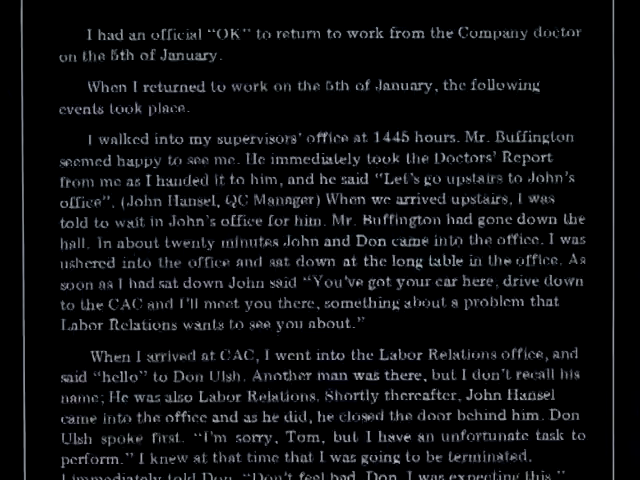 I had an official “OK” to return to work from the Company doctor
on the 5th of January.
When I returned to work on the 5th of January, the following
events took place.
I walked into my supervisors’ office at 1445 hours. Mr. Buffington
seemed happy to see me. He immediately took the Doctors’ Report
from me as I handed it to him, and he said “Let’s go upstairs to John’s
office”. (John Hansel, QC Manager) When we arrived upstairs, I was
told to wait in John’s office for him. Mr. Buffington had gone down the
hall. In about twenty minutes John and Don came into the office. I was
ushered into the office and sat down at the long table in the office. As
soon as I had sat down John said “You’ve got your car here, drive down
to the CAC and I’ll meet you there, something about a problem that
Labor Relations wants to see you about.”
When I arrived at CAC, I went into the Labor Relations office, and
said “hello” to Don Ulsh. Another man was there, but I don’t recall his
name; He was also Labor Relations. Shortly thereafter, John Hansel
came into the office and as he did, he closed the door behind him. Don
Ulsh spoke first. “I’m sorry, Tom, but I have an unfortunate task to
perform.” I knew at that time that I was going to be terminated.
I immediately told Don, “Don’t feel bad, Don, I was expecting this.”